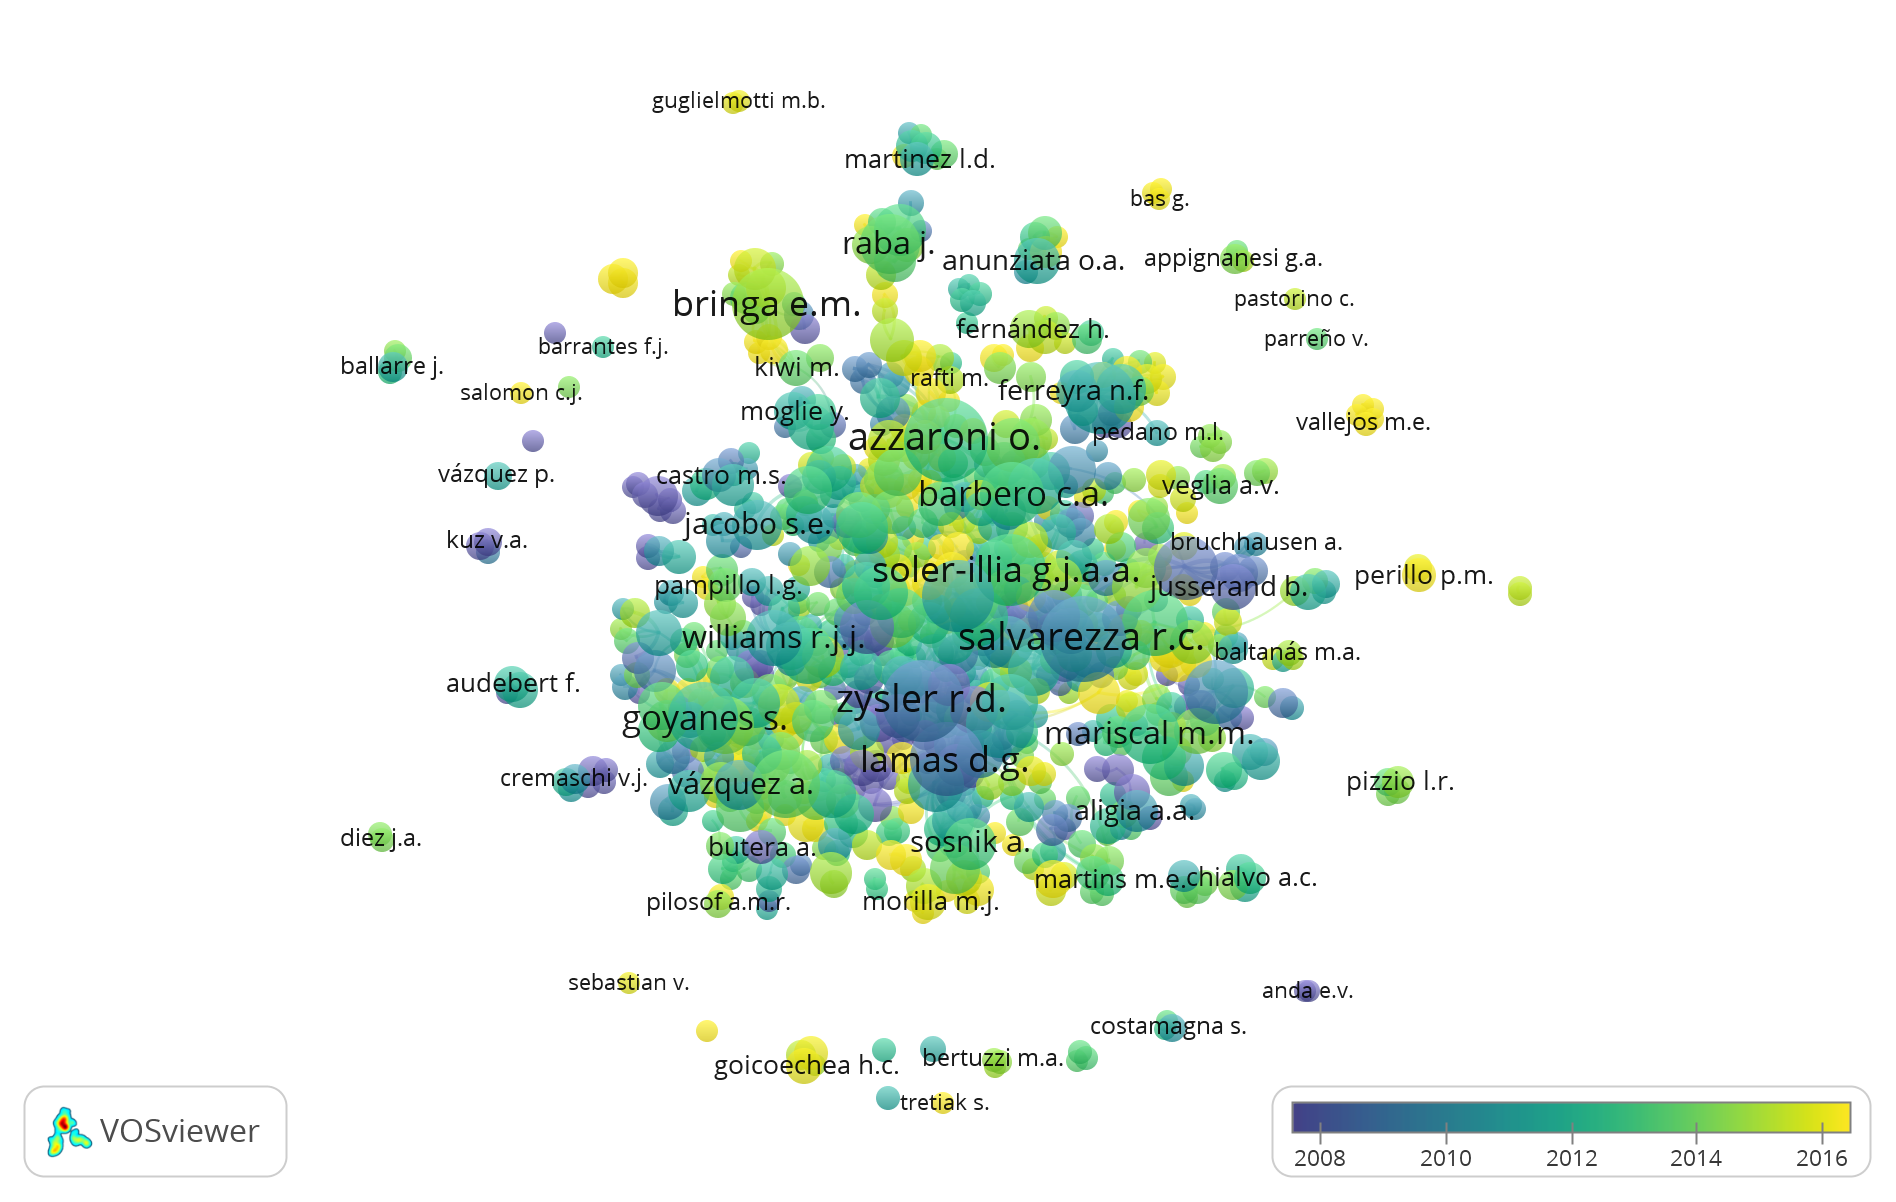 guglielmotti m.b.
martinez l.d.
bas g.
raba j.
anunziata o.a.
appignanesi g.a.
bringa e.m.
pastorino c.
fernández h.
parreño v.
barrantes f.j.
ballarre j.
kiwi m.
rafti m.
ferreyra n.f.
salomon c.j.
moglie y.
vallejos m.e.
azzaroni o.
pedano m.l.
vázquez p.
castro m.s.
barbero c.a.
veglia a.v.
jacobo s.e.
kuz v.a.
bruchhausen a.
soler-illia g.j.a.a.
perillo p.m.
pampillo l.g.
jusserand b.
williams r.j.j.
salvarezza r.c.
baltanás m.a.
audebert f.
zysler r.d.
goyanes s.
mariscal m.m.
lamas d.g.
cremaschi v.j.
vázquez a.
pizzio l.r.
aligia a.a.
diez j.a.
butera a.
sosnik a.
martins m.e.
chialvo a.c.
pilosof a.m.r.
morilla m.j.
sebastian v.
anda e.v.
costamagna s.
goicoechea h.c.
bertuzzi m.a.
tretiak s.
VOSviewer
2008 2010 2012 2014 2016